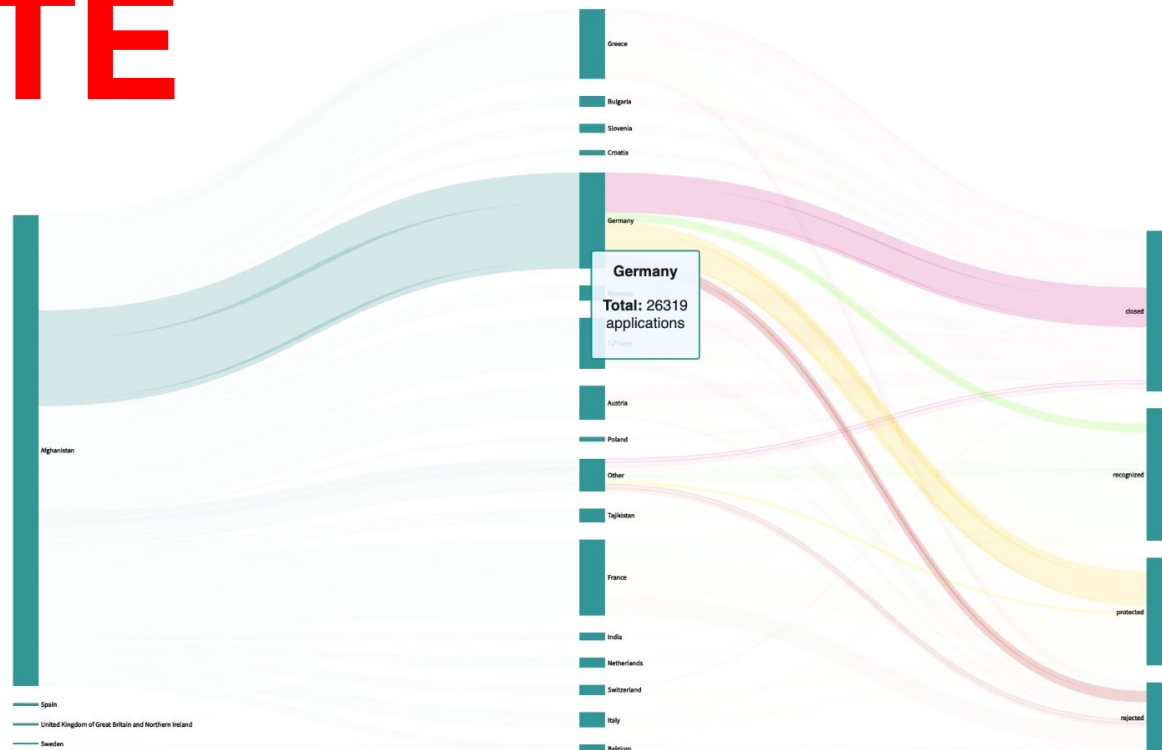 TE
Greece
Bulgaria
Slovenia
Croatia
Germany
Germany
Total: 26319
applications
closed
Austria
Poland
Afghanistan
Other
recognized
Tajikistan
France
protected
India
Netherlands
Switzerland
Spain
rejected
Italy
United Kingdom of Great Britain and Northern Ireland
Sweden
Belgium